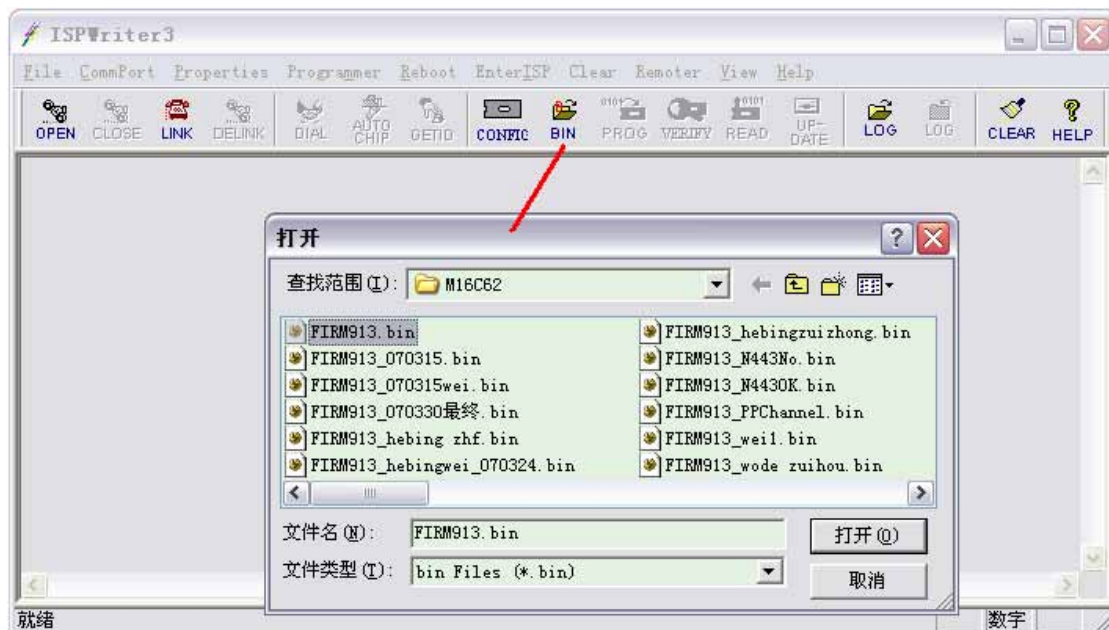 ISPWriter3
File CommPort Properties Programmer Reboot EnterISP Clear Remoter View Help
OPEN CLOSE LINK DELINK DIAL AUTO CHIP GETID CONFIG BIN PROG VERIFY READ UP-DATE LOG LOG CLEAR HELP
打开
查找范围(I): M16C62
FIRM913.bin FIRM913_hebingzuizhong.bin
FIRM913_070315.bin FIRM913_N443No.bin
FIRM913_070315wei.bin FIRM913_N443OK.bin
FIRM913_070330最终.bin FIRM913_PPChannel.bin
FIRM913_hebing zhf.bin FIRM913_wei1.bin
FIRM913_hebingwei_070324.bin FIRM913_wode zuihou.bin
文件名(N): FIRM913.bin 打开(O)
文件类型(T): bin Files (*.bin) 取消
就绪 数字